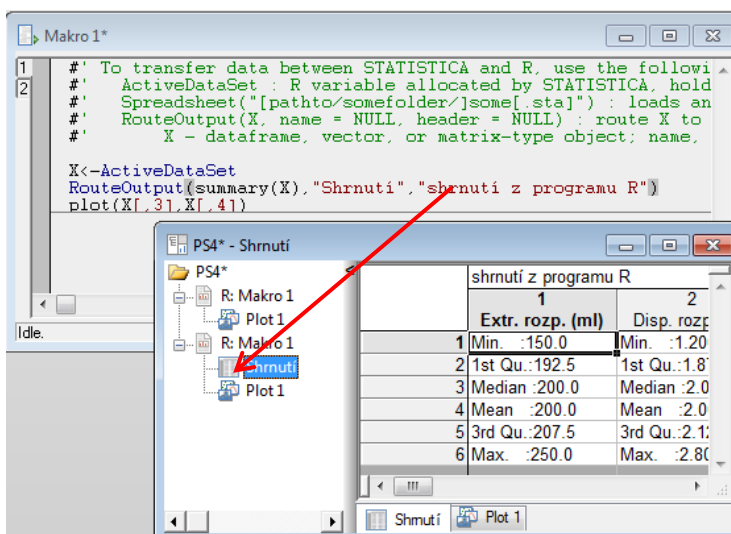 Makro 1*
1
2
#' To transfer data between STATISTICA and R, use the followi
#' ActiveDataSet : R variable allocated by STATISTICA, hold
#' Spreadsheet("[pathto/somefolder/]some[.sta]") : loads an
#' RouteOutput(X, name = NULL, header = NULL) : route X to
#' X - dataframe, vector, or matrix-type object; name,
X<-ActiveDataSet
RouteOutput(summary(X),"Shrnutí","shrnutí z programu R")
plot(X[,3],X[,4])
Idle.
PS4* - Shrnutí
PS4*
R: Makro 1
Plot 1
R: Makro 1
Shrnutí
Plot 1
shrnutí z programu R
1 2
Extr. rozp. (ml) Disp. rozp
1 Min. :150.0 Min. :1.20
2 1st Qu.:192.5 1st Qu.:1.8
3 Median :200.0 Median :2.0
4 Mean :200.0 Mean :2.0
5 3rd Qu.:207.5 3rd Qu.:2.12
6 Max. :250.0 Max. :2.80
Shrnutí Plot 1